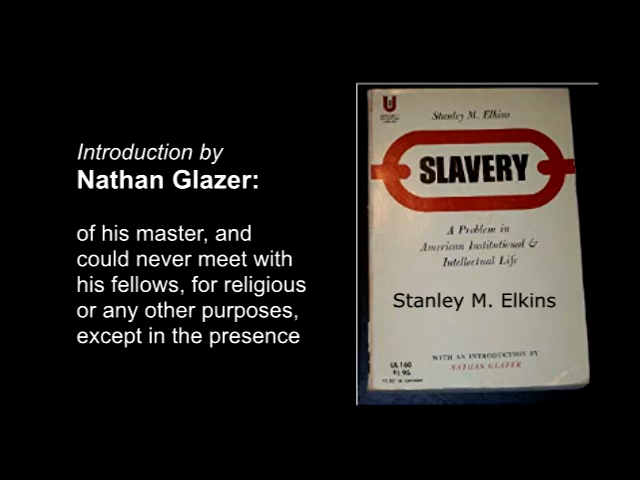 Introduction by
Nathan Glazer:
of his master, and
could never meet with
his fellows, for religious
or any other purposes,
except in the presence
Stanley M. Elkins
SLAVERY
A Problem in
American Institutional &
Intellectual Life
Stanley M. Elkins
WITH AN INTRODUCTION BY
NATHAN GLAZER
UL160
$1.95